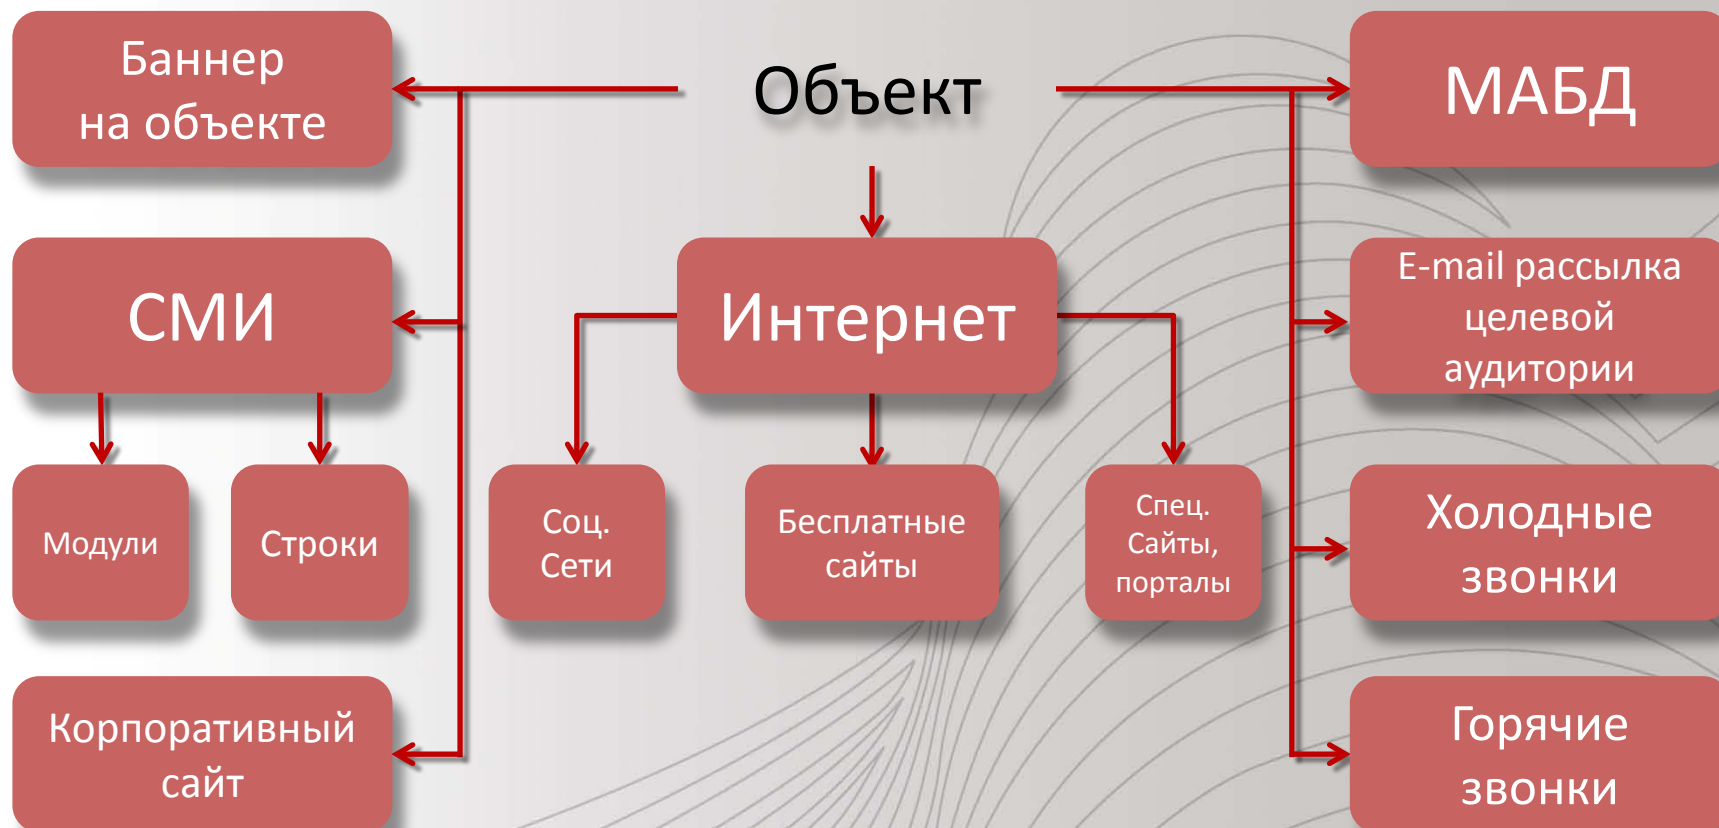 Баннер
на объекте
Объект
МАБД
СМИ
Интернет
E-mail рассылка
целевой
аудитории
Модули
Строки
Соц.
Сети
Бесплатные
сайты
Спец.
Сайты,
порталы
Холодные
звонки
Корпоративный
сайт
Горячие
звонки